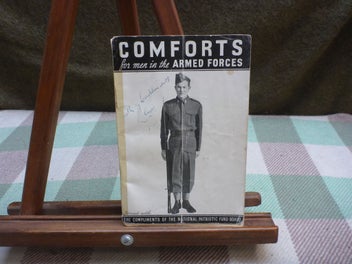 COMFORTS
for men in the ARMED FORCES
THE COMPLIMENTS OF THE NATIONAL PATRIOTIC FUND BOARD